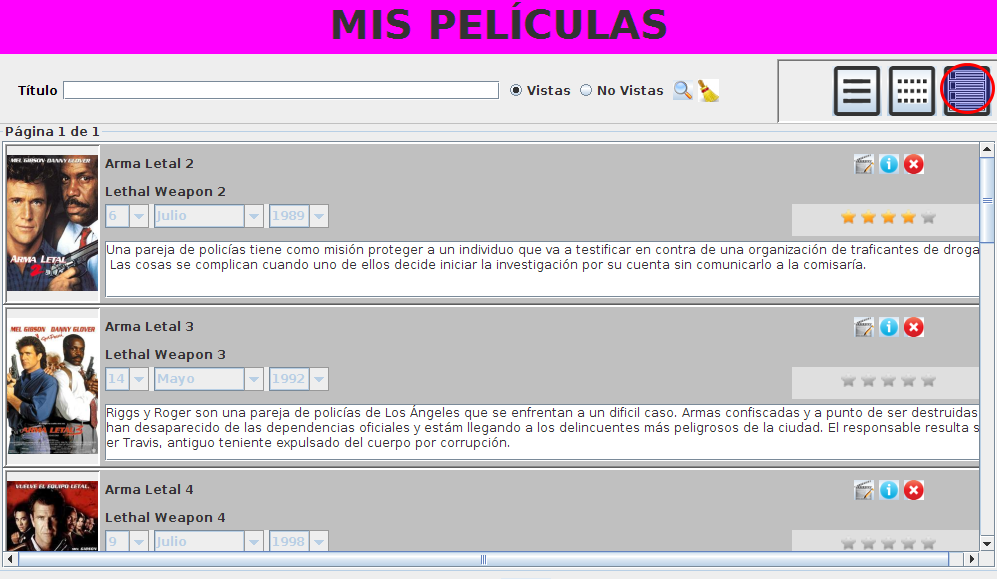 MIS PELÍCULAS
Título
Vistas No Vistas
Página 1 de 1
MEL GIBSON DANNY GLOVER
ARMA LETAL
2
Arma Letal 2
Lethal Weapon 2
6 Julio 1989
Una pareja de policías tiene como misión proteger a un individuo que va a testificar en contra de una organización de traficantes de droga
Las cosas se complican cuando uno de ellos decide iniciar la investigación por su cuenta sin comunicarlo a la comisaría.
MEL GIBSON DANNY GLOVER
ARMA LETAL 3
Arma Letal 3
Lethal Weapon 3
14 Mayo 1992
Riggs y Roger son una pareja de policías de Los Ángeles que se enfrentan a un dificil caso. Armas confiscadas y a punto de ser destruidas
han desaparecido de las dependencias oficiales y estám llegando a los delincuentes más peligrosos de la ciudad. El responsable resulta s
er Travis, antiguo teniente expulsado del cuerpo por corrupción.
VUELVE EL EQUIPO LETAL.
Arma Letal 4
Lethal Weapon 4
9 Julio 1998